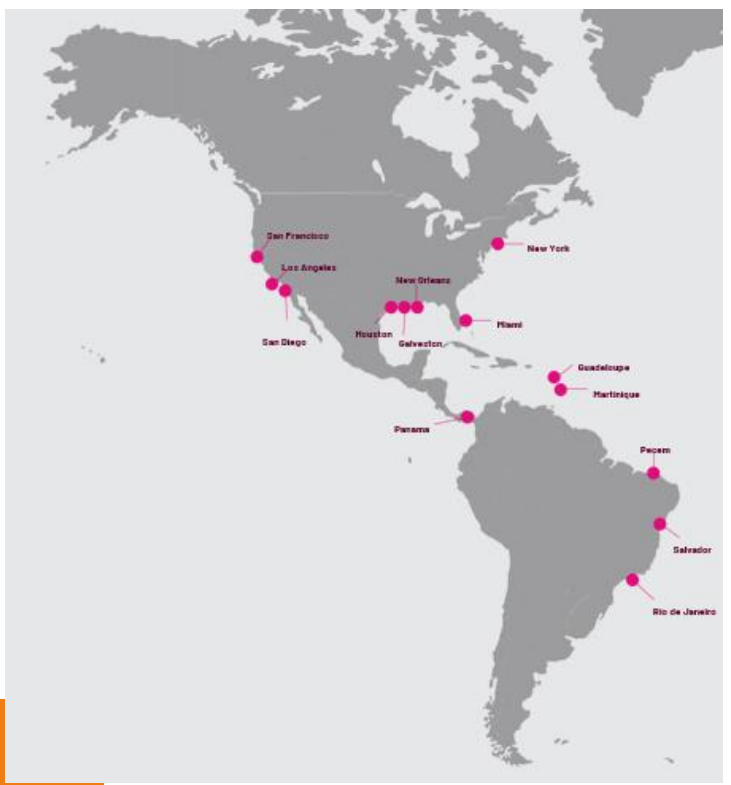 San Francisco
New York
Los Angeles
New Orleans
Miami
Houston
San Diego
Galveston
Guadeloupe
Martinique
Panama
Pecem
Salvador
Rio de Janeiro